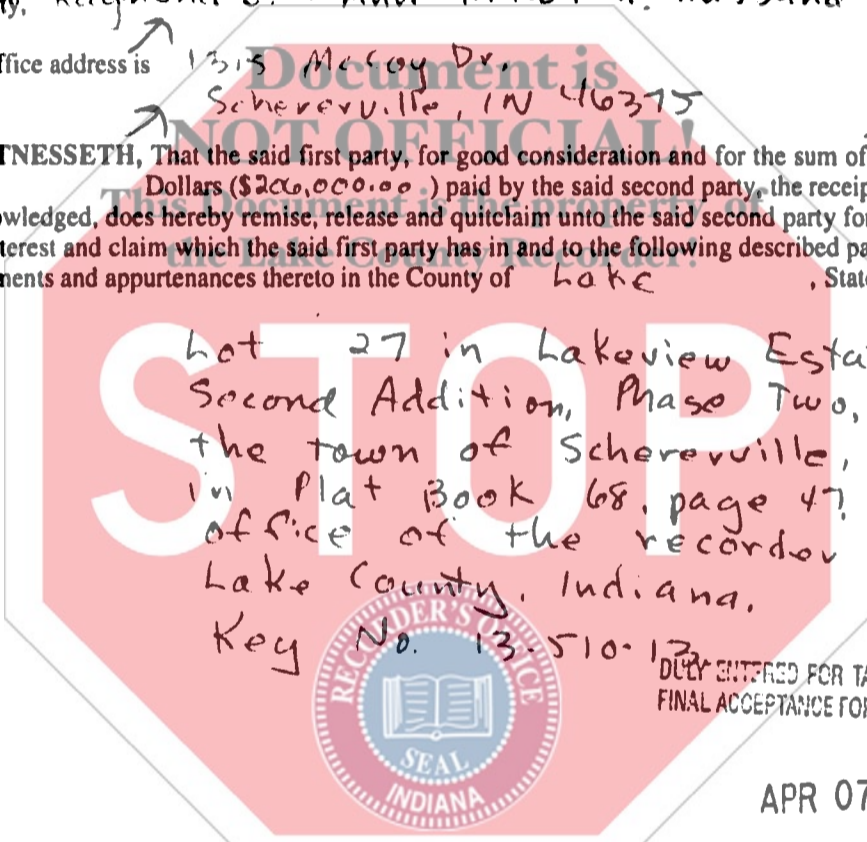 ffice address is 1315 McCoy Dr.
Schererville, IN 46375
TNESSETH, That the said first party, for good consideration and for the sum of
Dollars ($200,000.00 ) paid by the said second party, the receip
wledged, does hereby remise, release and quitclaim unto the said second party for
terest and claim which the said first party has in and to the following described pa
ments and appurtenances thereto in the County of Lake , State
Document is
NOT OFFICIAL!
This Document is the property of
the Lake County Recorder!
STOP
Lot 27 in Lakeview Esta
Second Addition, Phase Two,
the town of Schererville,
in Plat Book 68, page 47,
office of the recorder
Lake County, Indiana.
Key No. 13-510-13
DULY ENTERED FOR TA
FINAL ACCEPTANCE FOR
RECORDER'S OFFICE
SEAL
INDIANA
APR 07